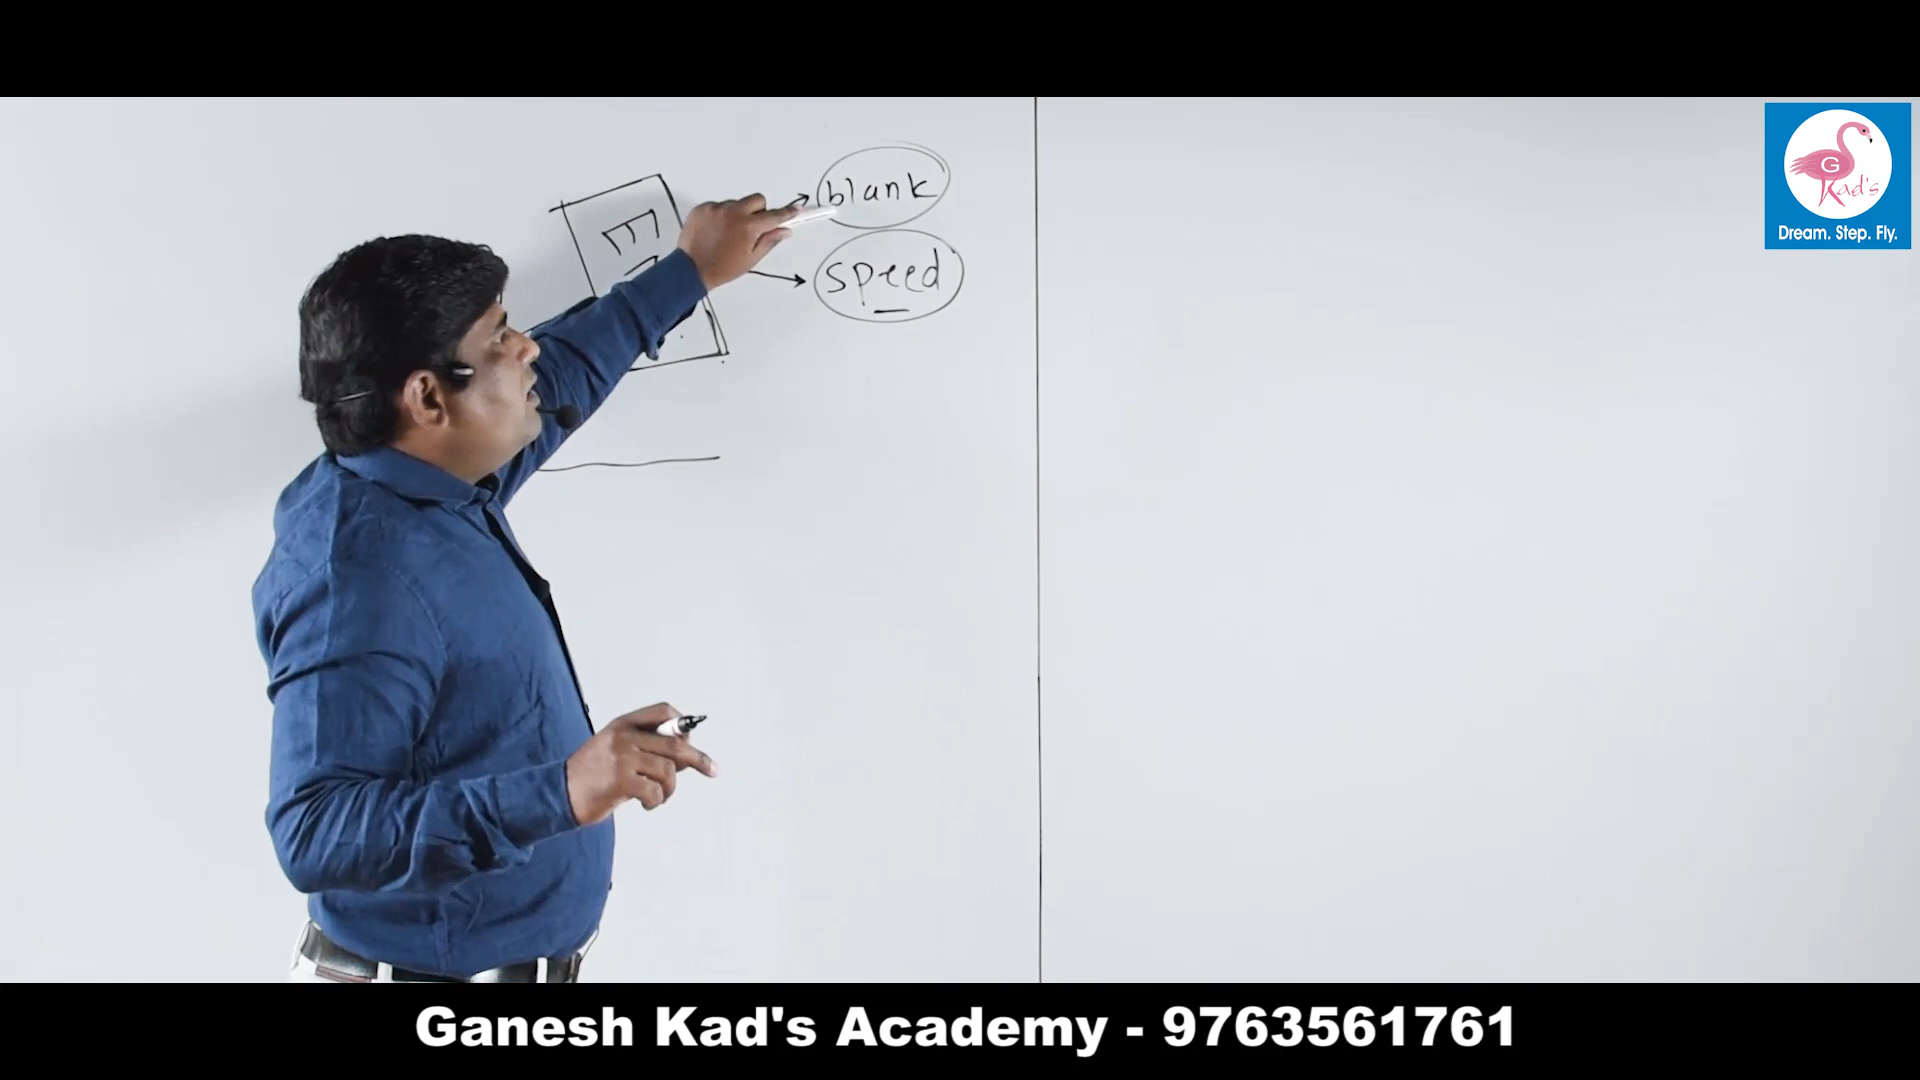 blank
speed
G
Kad's
Dream. Step. Fly.
Ganesh Kad's Academy - 9763561761